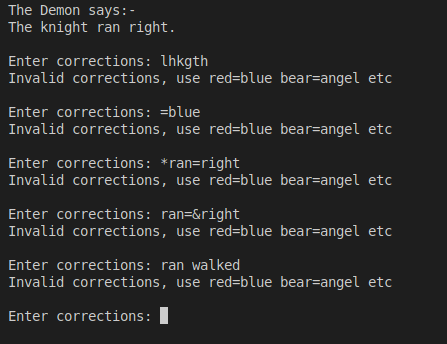 The Demon says:-
The knight ran right.
Enter corrections: lhkgth
Invalid corrections, use red=blue bear=angel etc
Enter corrections: =blue
Invalid corrections, use red=blue bear=angel etc
Enter corrections: *ran=right
Invalid corrections, use red=blue bear=angel etc
Enter corrections: ran=&right
Invalid corrections, use red=blue bear=angel etc
Enter corrections: ran walked
Invalid corrections, use red=blue bear=angel etc
Enter corrections: